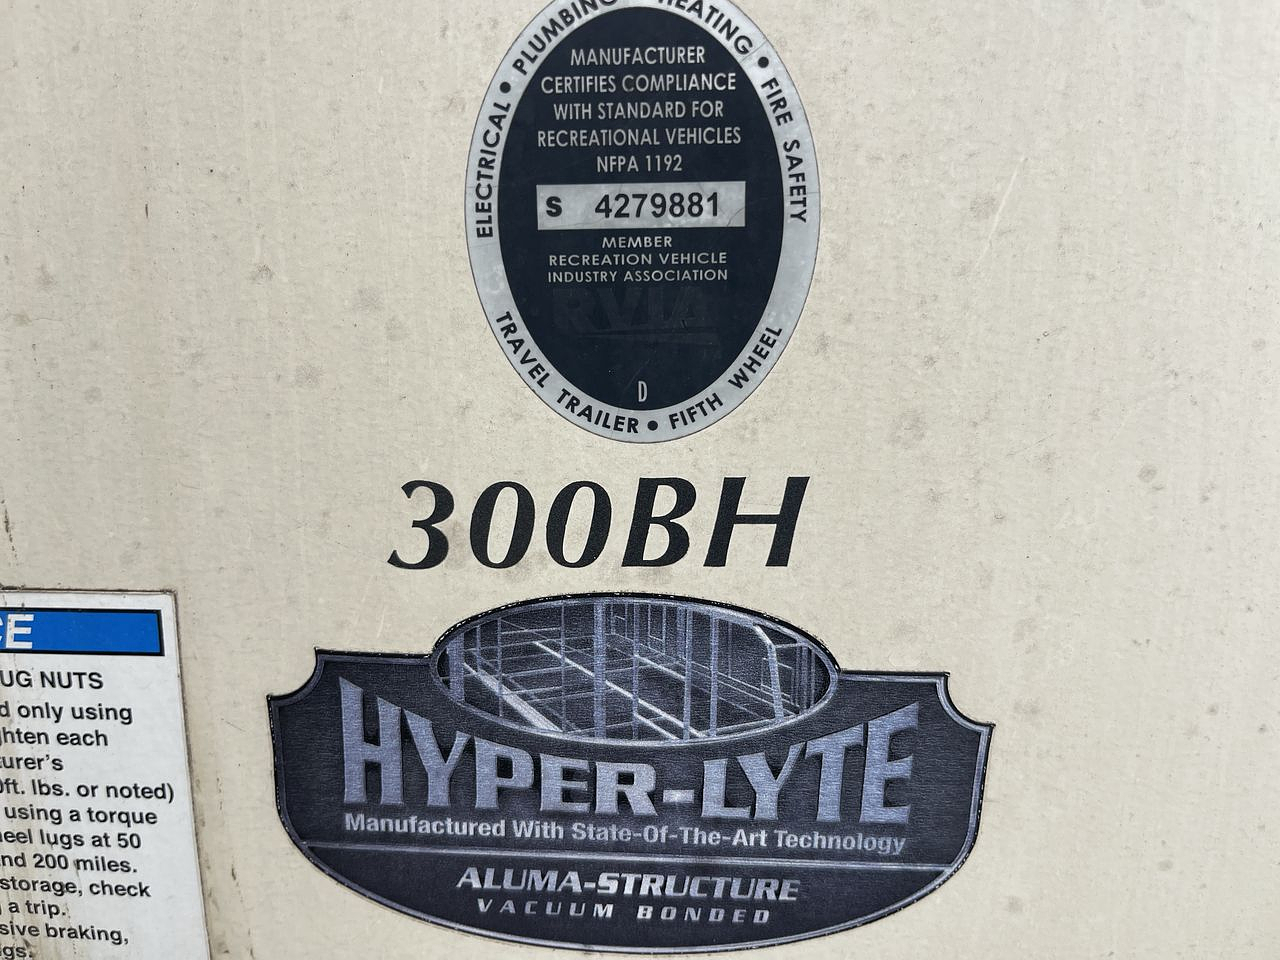 ELECTRICAL • PLUMBING HEATING • FIRE SAFETY
MANUFACTURER
CERTIFIES COMPLIANCE
WITH STANDARD FOR
RECREATIONAL VEHICLES
NFPA 1192
S 4279881
MEMBER
RECREATION VEHICLE
INDUSTRY ASSOCIATION
RVIA
D
TRAVEL TRAILER • FIFTH WHEEL
300BH
HYPER-LYTE
Manufactured With State-Of-The-Art Technology
ALUMA-STRUCTURE
VACUUM BONDED
CE
UG NUTS
d only using
ghten each
turer's
0ft. lbs. or noted)
using a torque
heel lugs at 50
nd 200 miles.
storage, check
g a trip.
sive braking,
gs.